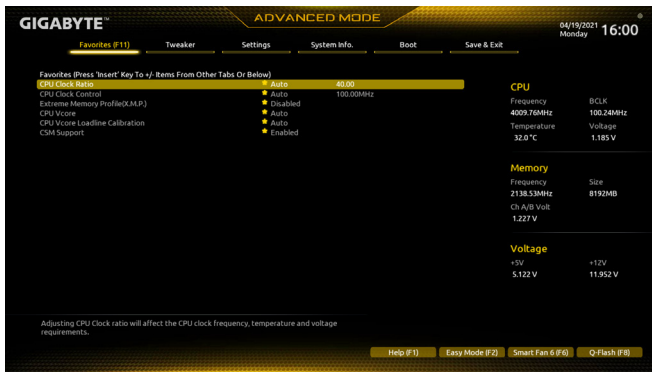 GIGABYTE™
ADVANCED MODE
04/19/2021 Monday 16:00
Favorites (F11) Tweaker Settings System Info. Boot Save & Exit
Favorites (Press 'Insert' Key To +/- Items From Other Tabs Or Below)
CPU Clock Ratio ★ Auto 40.00
CPU Clock Control ★ Auto 100.00MHz
Extreme Memory Profile(X.M.P.) ★ Disabled
CPU Vcore ★ Auto
CPU Vcore Loadline Calibration ★ Auto
CSM Support ★ Enabled
CPU
Frequency BCLK
4009.76MHz 100.24MHz
Temperature Voltage
32.0 °C 1.185 V
Memory
Frequency Size
2138.53MHz 8192MB
Ch A/B Volt
1.227 V
Voltage
+5V +12V
5.122 V 11.952 V
Adjusting CPU Clock ratio will affect the CPU clock frequency, temperature and voltage
requirements.
Help (F1) Easy Mode (F2) Smart Fan 6 (F6) Q-Flash (F8)